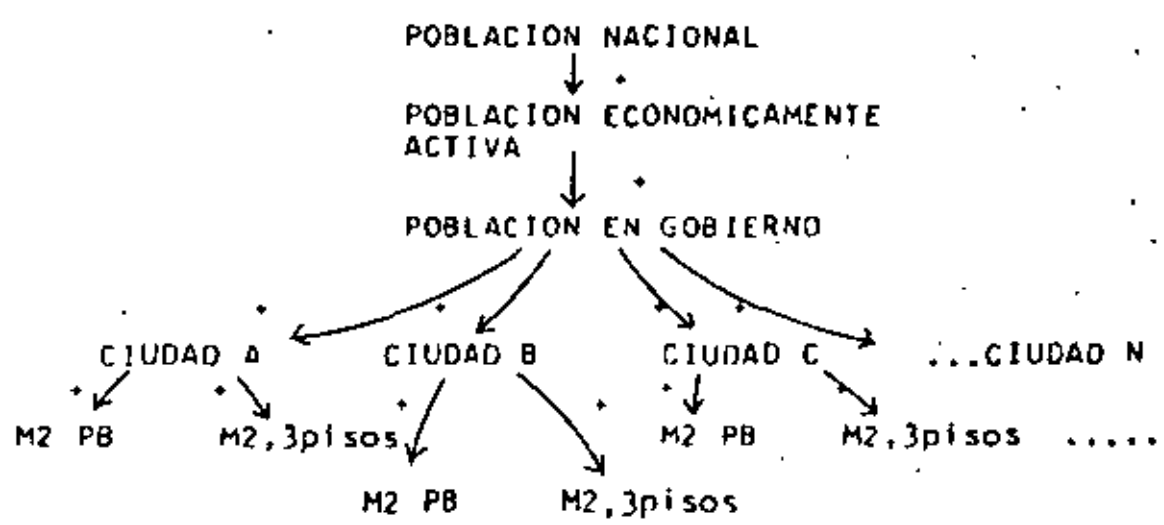 POBLACION NACIONAL
POBLACION ECONOMICAMENTE
ACTIVA
POBLACION EN GOBIERNO
CIUDAD A CIUDAD B CIUDAD C ...CIUDAD N
M2 PB M2,3pisos M2 PB M2,3pisos .....
M2 PB M2,3pisos